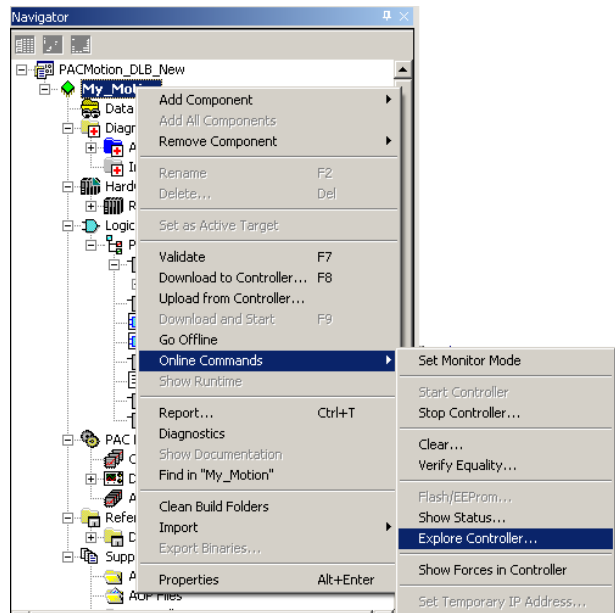 Navigator
PACMotion_DLB_New
My_Motion
Data
Diagn
A
I
Hard
R
Logic
P
PAC
C
D
A
Refer
D
Supp
A
AUP Files
Add Component
Add All Components
Remove Component
Rename F2
Delete... Del
Set as Active Target
Validate F7
Download to Controller... F8
Upload from Controller...
Download and Start F9
Go Offline
Online Commands
Show Runtime
Report... Ctrl+T
Diagnostics
Show Documentation
Find in "My_Motion"
Clean Build Folders
Import
Export Binaries...
Properties Alt+Enter
Set Monitor Mode
Start Controller
Stop Controller...
Clear...
Verify Equality...
Flash/EEProm...
Show Status...
Explore Controller...
Show Forces in Controller
Set Temporary IP Address...